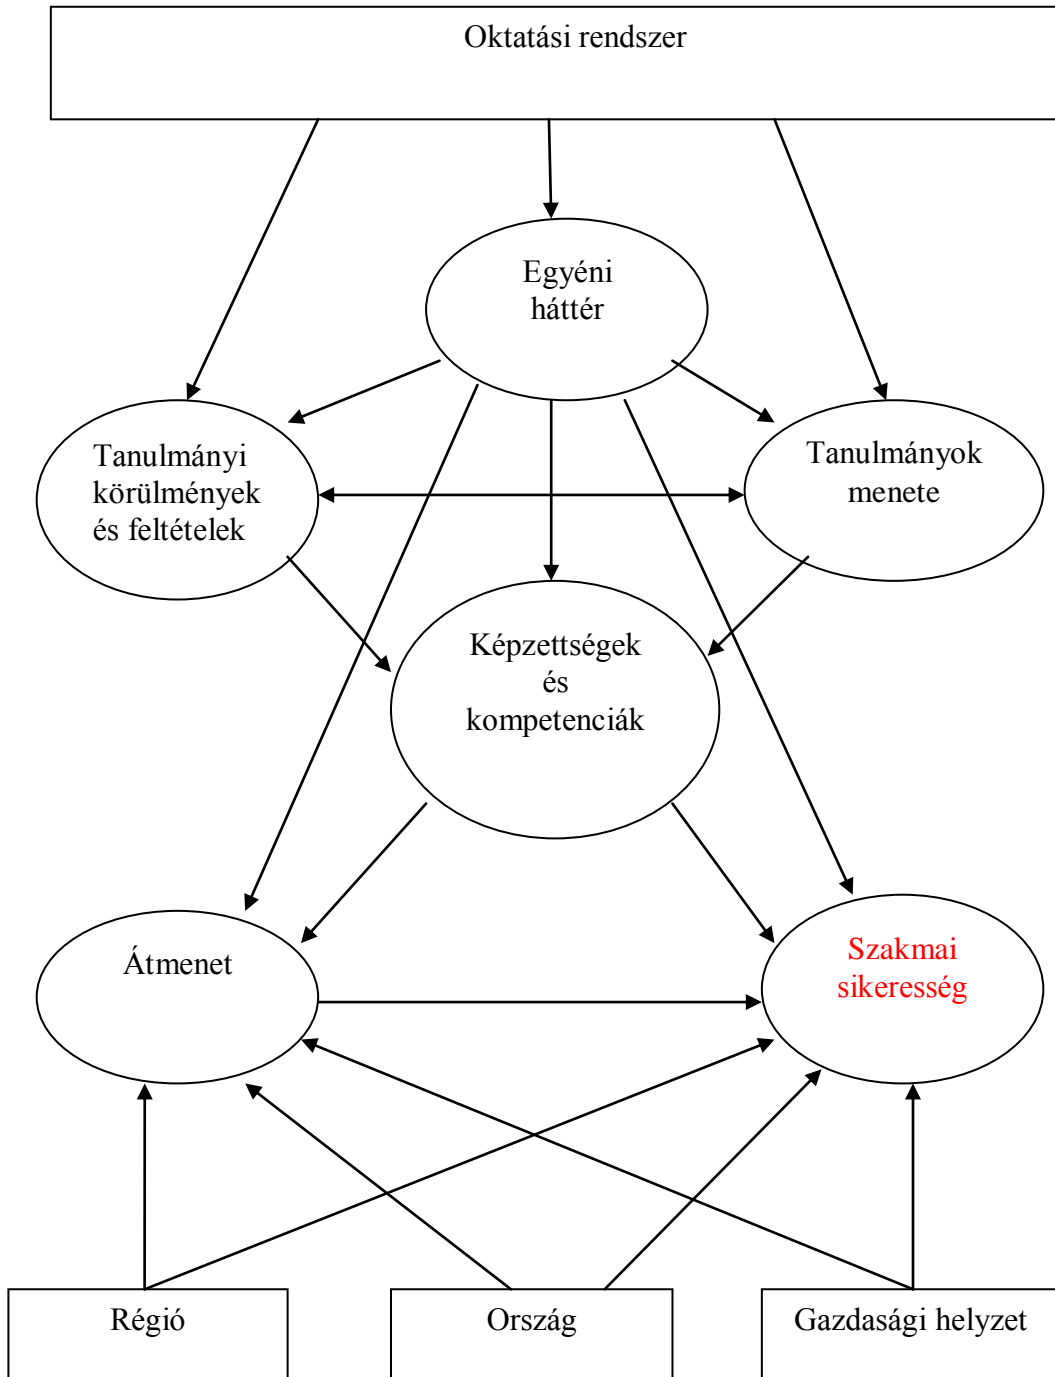 Oktatási rendszer
Egyéni
háttér
Tanulmányi
körülmények
és feltételek
Tanulmányok
menete
Képzettségek
és
kompetenciák
Átmenet
Szakmai
sikeresség
Régió
Ország
Gazdasági helyzet